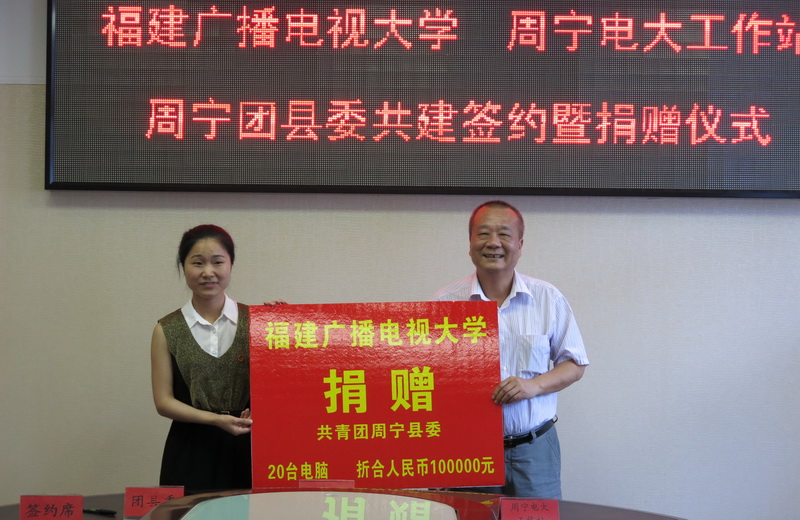 福建广播电视大学 周宁电大工作站
周宁团县委共建签约暨捐赠仪式
福建广播电视大学
捐赠
共青团周宁县委
20台电脑 折合人民币100000元
签约席
团县委
周宁电大